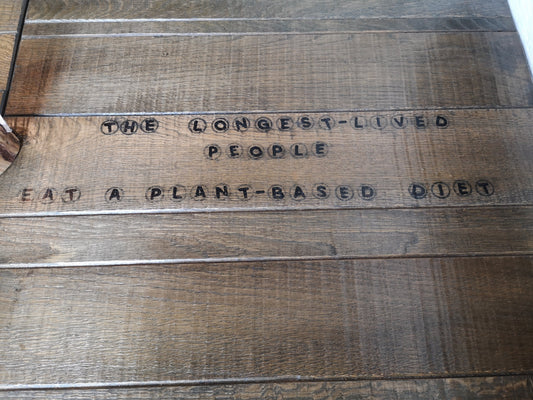 THE LONGEST-LIVED
PEOPLE
EAT A PLANT-BASED DIET